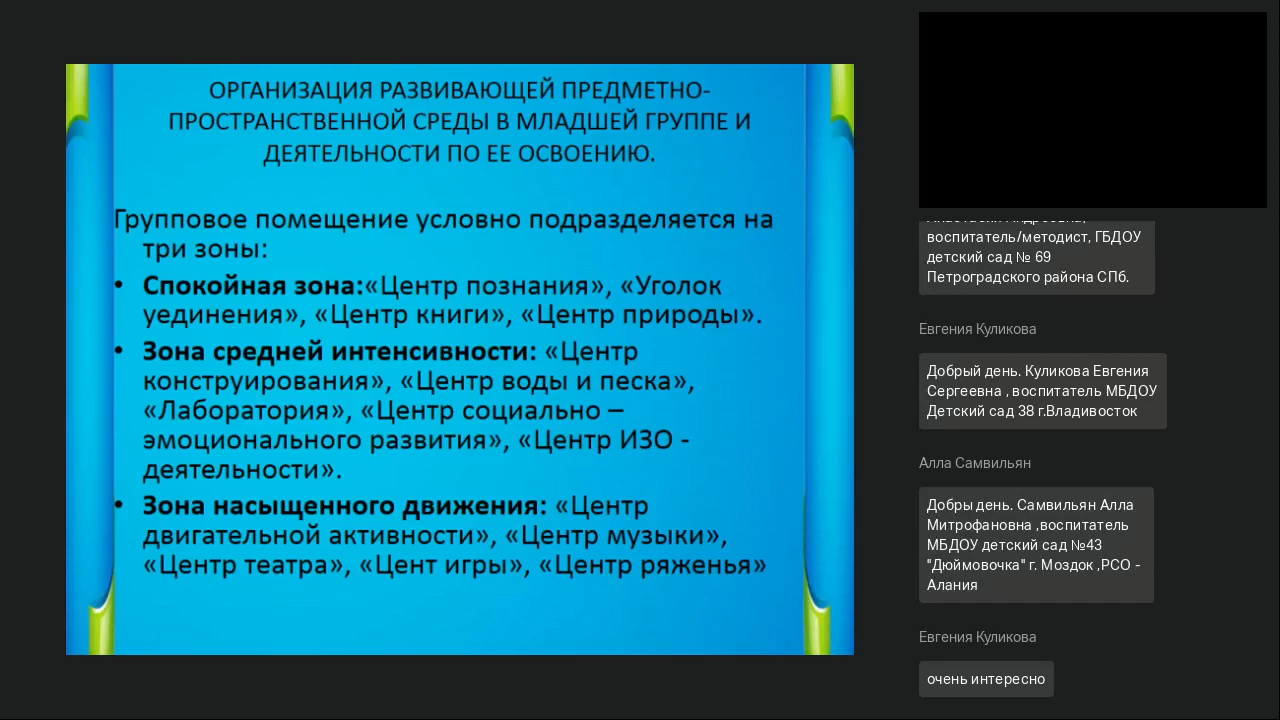 ОРГАНИЗАЦИЯ РАЗВИВАЮЩЕЙ ПРЕДМЕТНО-
ПРОСТРАНСТВЕННОЙ СРЕДЫ В МЛАДШЕЙ ГРУППЕ И
ДЕЯТЕЛЬНОСТИ ПО ЕЕ ОСВОЕНИЮ.
Групповое помещение условно подразделяется на
три зоны:
• Спокойная зона:«Центр познания», «Уголок
уединения», «Центр книги», «Центр природы».
• Зона средней интенсивности: «Центр
конструирования», «Центр воды и песка»,
«Лаборатория», «Центр социально –
эмоционального развития», «Центр ИЗО -
деятельности».
• Зона насыщенного движения: «Центр
двигательной активности», «Центр музыки»,
«Центр театра», «Цент игры», «Центр ряженья»
воспитатель/методист, ГБДОУ
детский сад № 69
Петроградского района СПб.
Евгения Куликова
Добрый день. Куликова Евгения
Сергеевна , воспитатель МБДОУ
Детский сад 38 г.Владивосток
Алла Самвильян
Добры день. Самвильян Алла
Митрофановна ,воспитатель
МБДОУ детский сад №43
"Дюймовочка" г. Моздок ,РСО -
Алания
Евгения Куликова
очень интересно